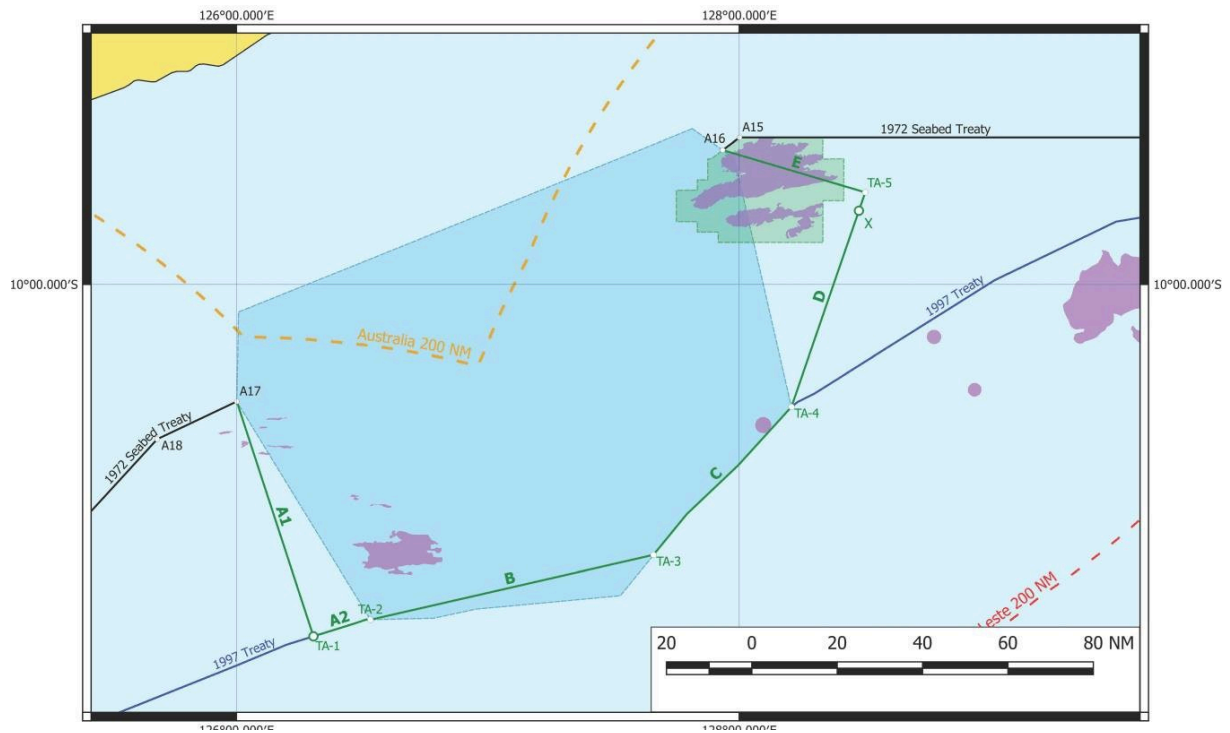 126°00.000'E
128°00.000'E
A16
A15
1972 Seabed Treaty
E
TA-5
X
10°00.000'S
10°00.000'S
D
1997 Treaty
Australia 200 NM
A17
1972 Seabed Treaty
A18
TA-4
C
A1
B
TA-3
TA-2
A2
TA-1
1997 Treaty
Leste 200 NM
20 0 20 40 60 80 NM